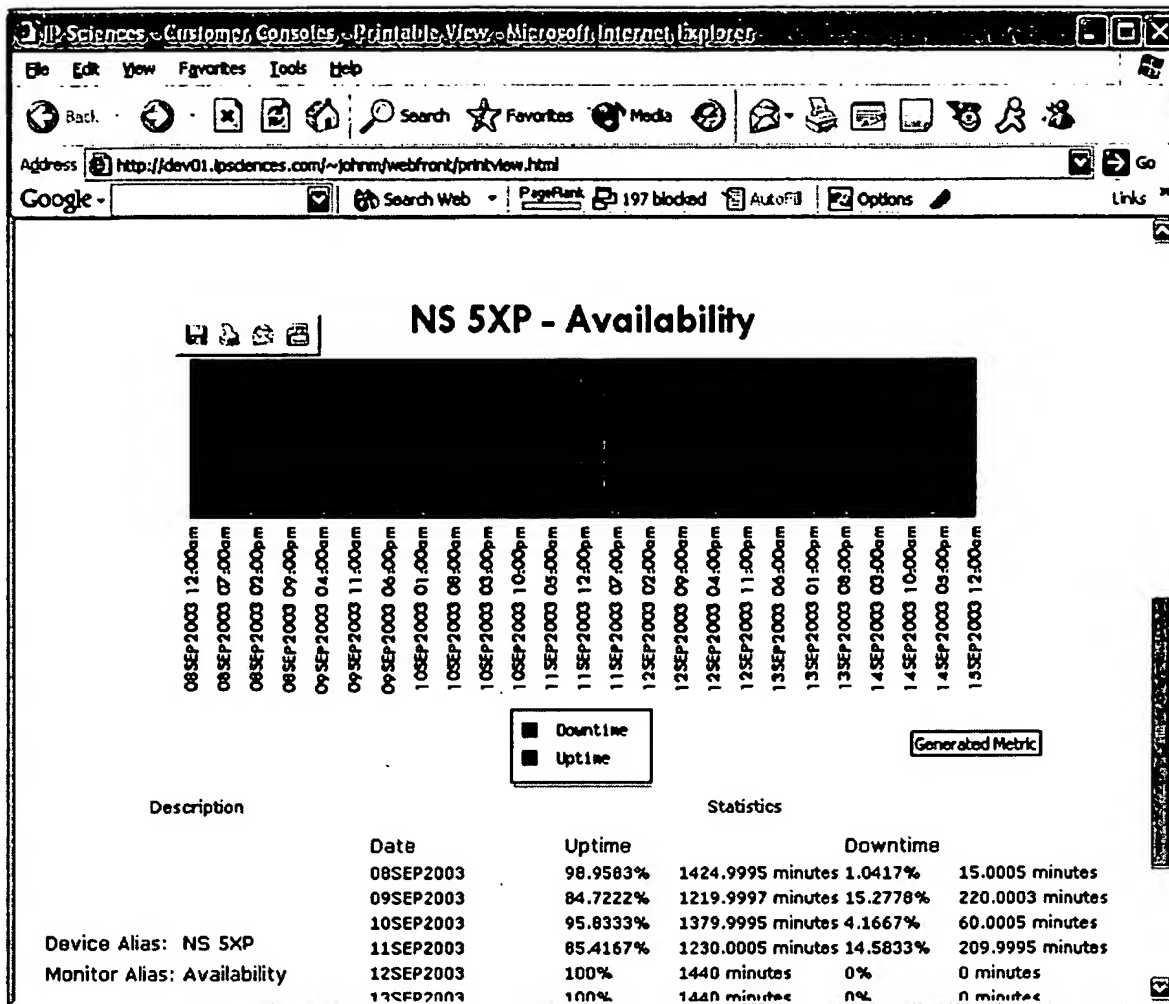 IP Sciences - Customer Consoles - Printable View - Microsoft Internet Explorer
File Edit View Favorites Tools Help
Back Search Favorites Media
Address http://dev01.ipsciences.com/~johnm/webfront/printview.html Go
Google Search Web PageRank 197 blocked AutoFill Options Links »
NS 5XP - Availability
08SEP2003 12:00am
08SEP2003 07:00am
08SEP2003 02:00pm
08SEP2003 09:00pm
09SEP2003 04:00am
09SEP2003 11:00am
09SEP2003 06:00pm
10SEP2003 01:00am
10SEP2003 08:00am
10SEP2003 03:00pm
10SEP2003 10:00pm
11SEP2003 05:00am
11SEP2003 12:00pm
11SEP2003 07:00pm
12SEP2003 02:00am
12SEP2003 09:00am
12SEP2003 04:00pm
12SEP2003 11:00pm
13SEP2003 06:00am
13SEP2003 01:00pm
13SEP2003 08:00pm
14SEP2003 03:00am
14SEP2003 10:00am
14SEP2003 05:00pm
15SEP2003 12:00am
Downtime
Uptime
Generated Metric
Description Statistics
Date Uptime Downtime
08SEP2003 98.9583% 1424.9995 minutes 1.0417% 15.0005 minutes
09SEP2003 84.7222% 1219.9997 minutes 15.2778% 220.0003 minutes
10SEP2003 95.8333% 1379.9995 minutes 4.1667% 60.0005 minutes
Device Alias: NS 5XP 11SEP2003 85.4167% 1230.0005 minutes 14.5833% 209.9995 minutes
Monitor Alias: Availability 12SEP2003 100% 1440 minutes 0% 0 minutes
13SEP2003 100% 1440 minutes 0% 0 minutes